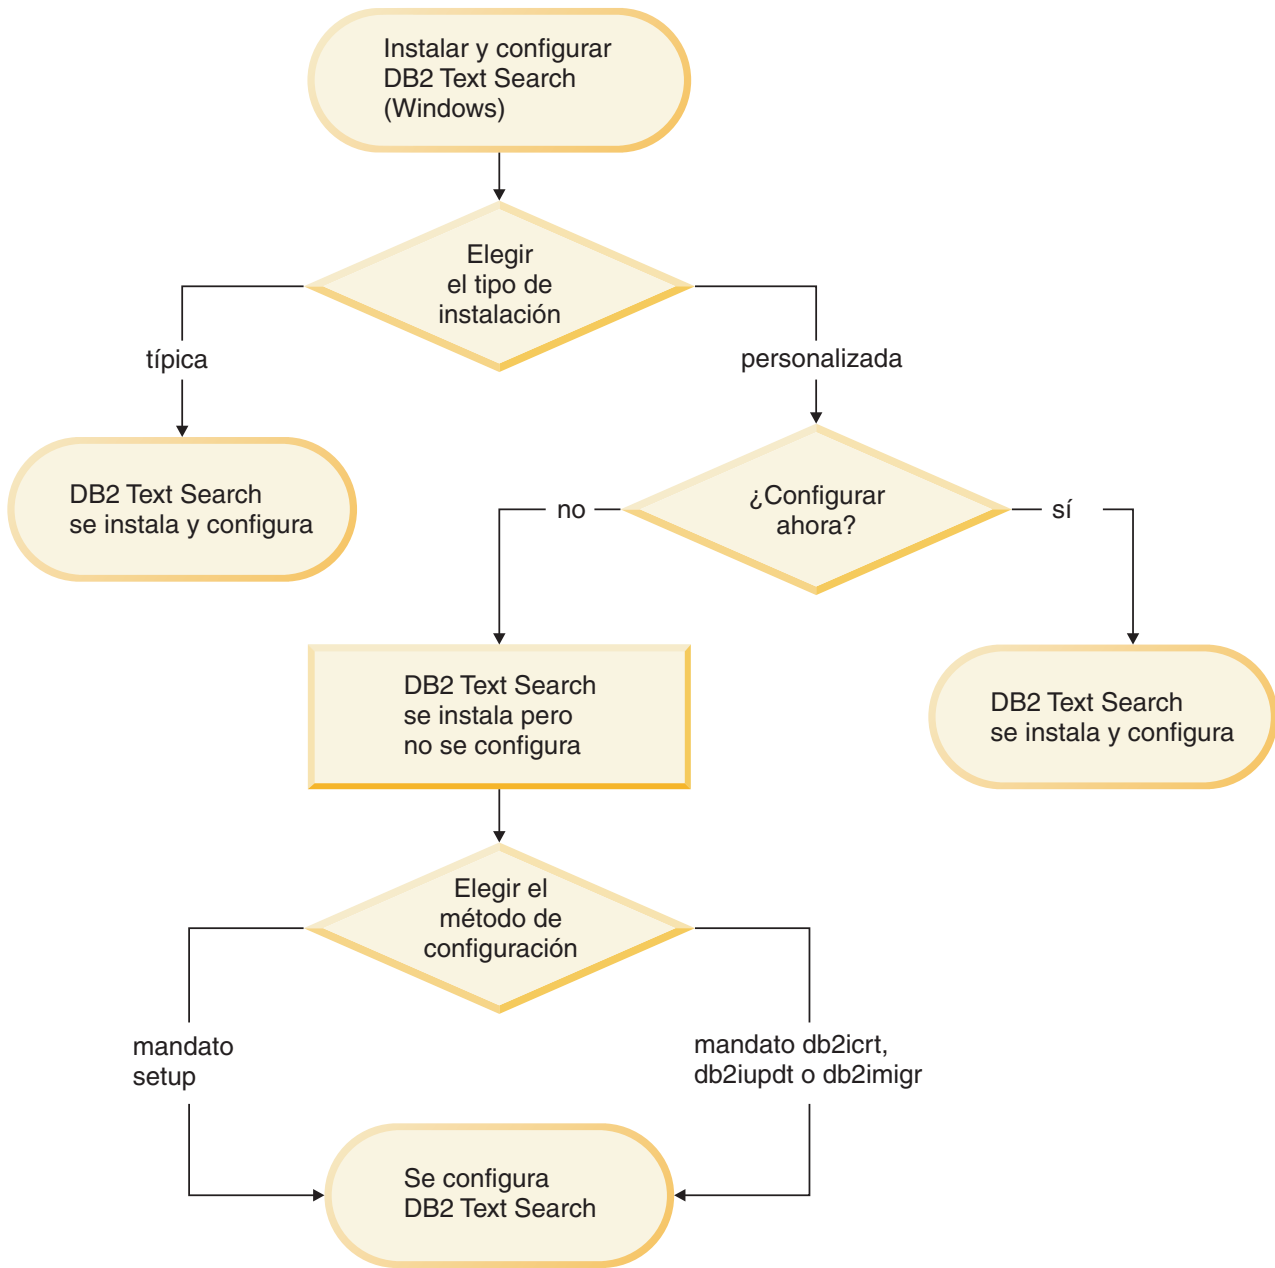 Instalar y configurar
DB2 Text Search
(Windows)
Elegir
el tipo de
instalación
típica
personalizada
DB2 Text Search
se instala y configura
¿Configurar
ahora?
no
sí
DB2 Text Search
se instala pero
no se configura
DB2 Text Search
se instala y configura
Elegir el
método de
configuración
mandato
setup
mandato db2icrt,
db2iupdt o db2imigr
Se configura
DB2 Text Search